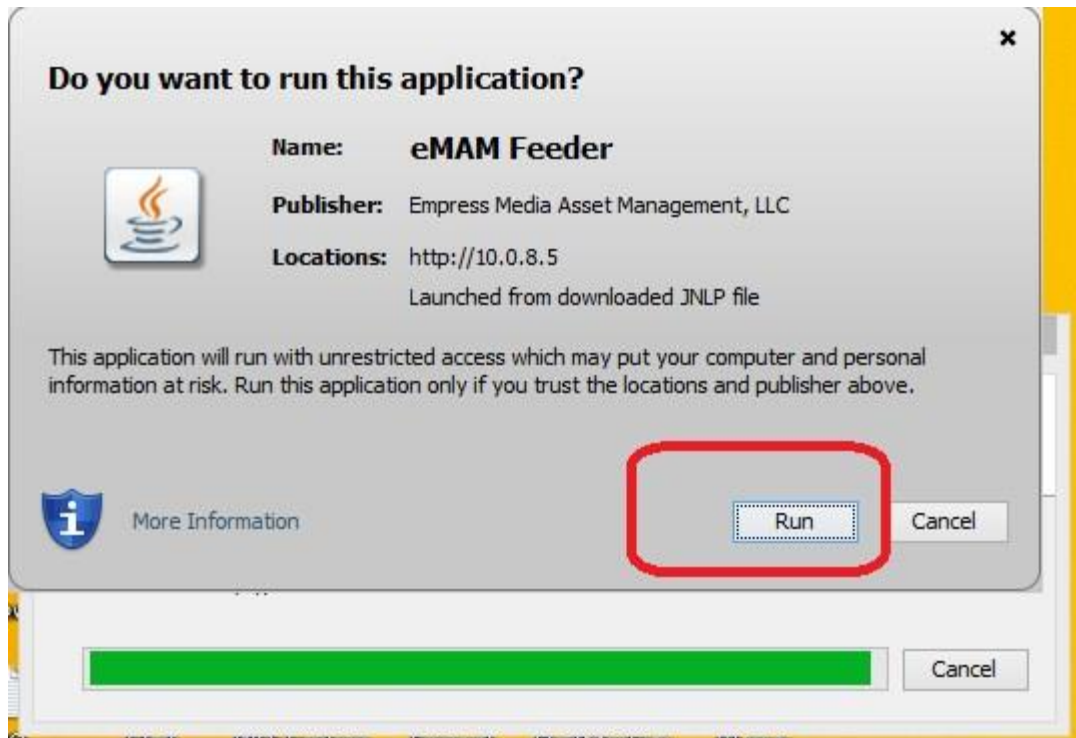 Do you want to run this application?
Name: eMAM Feeder
Publisher: Empress Media Asset Management, LLC
Locations: http://10.0.8.5
Launched from downloaded JNLP file
This application will run with unrestricted access which may put your computer and personal
information at risk. Run this application only if you trust the locations and publisher above.
More Information
Run
Cancel
Cancel